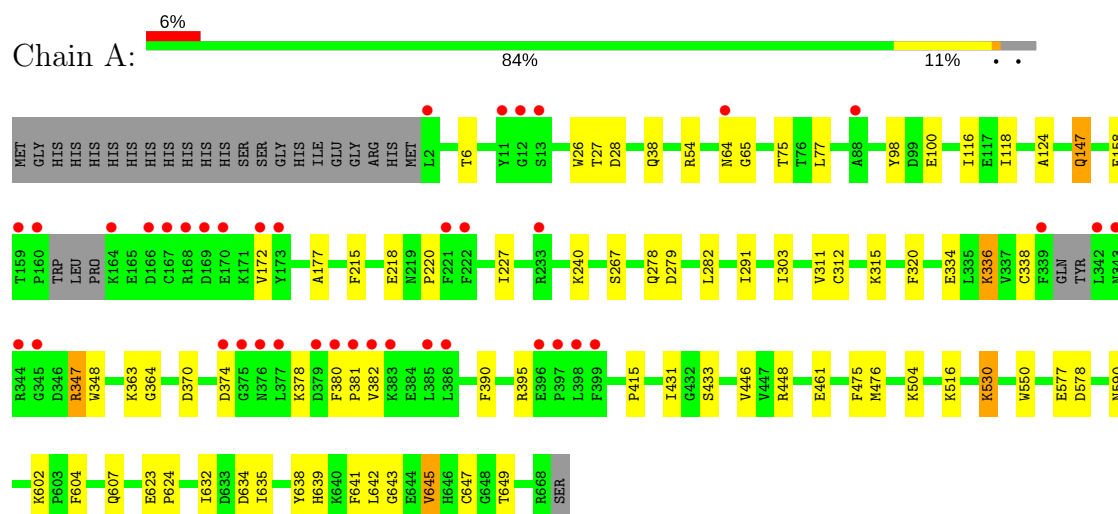 6%
Chain A:
84% 11% • •
MET GLY HIS HIS HIS HIS HIS HIS HIS HIS HIS HIS SER SER GLY HIS ILE GLU GLY ARG HIS MET L2 T6 Y11 G12 S13 W26 T27 D28 Q38 R54 N64 G65 T75 T76 L77 A88 Y98 D99 E100 I116 E117 I118 A124 Q147 E158
T159 P160 TRP LEU PRO K164 E165 D166 C167 R168 D169 E170 K171 V172 Y173 A177 F215 E218 N219 P220 F221 F222 I227 R233 K240 S267 Q278 D279 L282 I291 I303 V311 C312 K315 F320 E334 L335 K336 V337 C338 F339 GLN TYR L342 N343
R344 G345 D346 R347 W348 K363 G364 D370 D374 G375 N376 L377 K378 D379 F380 P381 V382 K383 E384 L385 L386 F390 R395 E396 P397 L398 F399 P415 I431 G432 S433 V446 V447 R448 E461 F475 M476 K504 K516 K530 W550 E577 D578
K602 P603 F604 Q607 E623 P624 I632 D633 D634 I635 Y638 H639 K640 F641 L642 G643 E644 V645 H646 C647 G648 T649 R668 SER